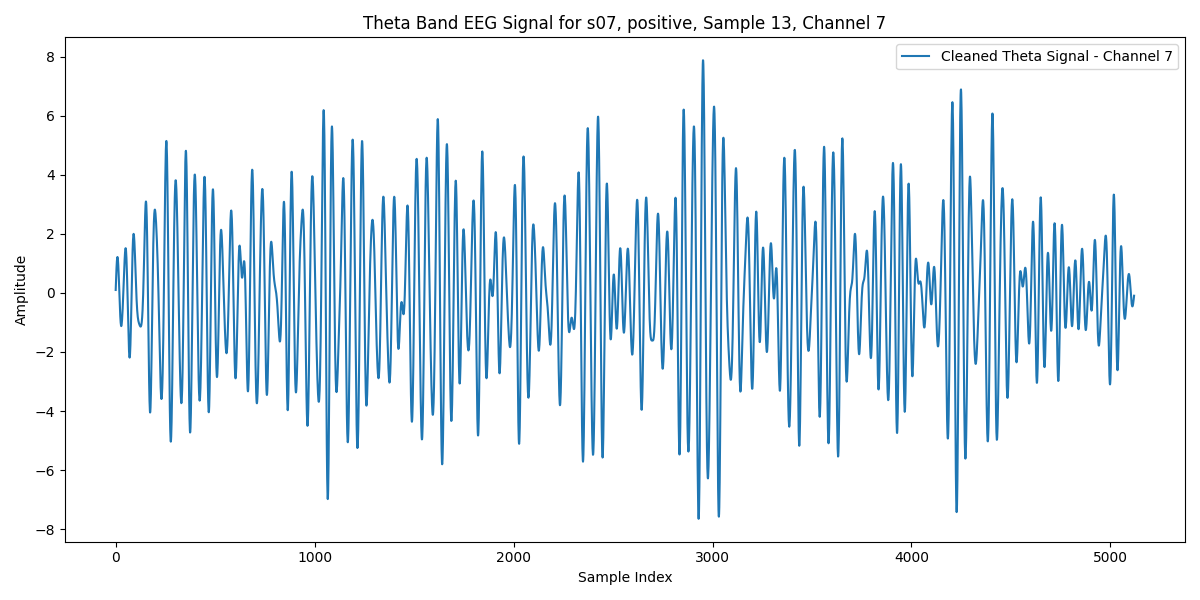 Theta Band EEG Signal for s07, positive, Sample 13, Channel 7
Cleaned Theta Signal - Channel 7
8
6
4
2
0
−2
−4
−6
−8
Amplitude
0 1000 2000 3000 4000 5000
Sample Index